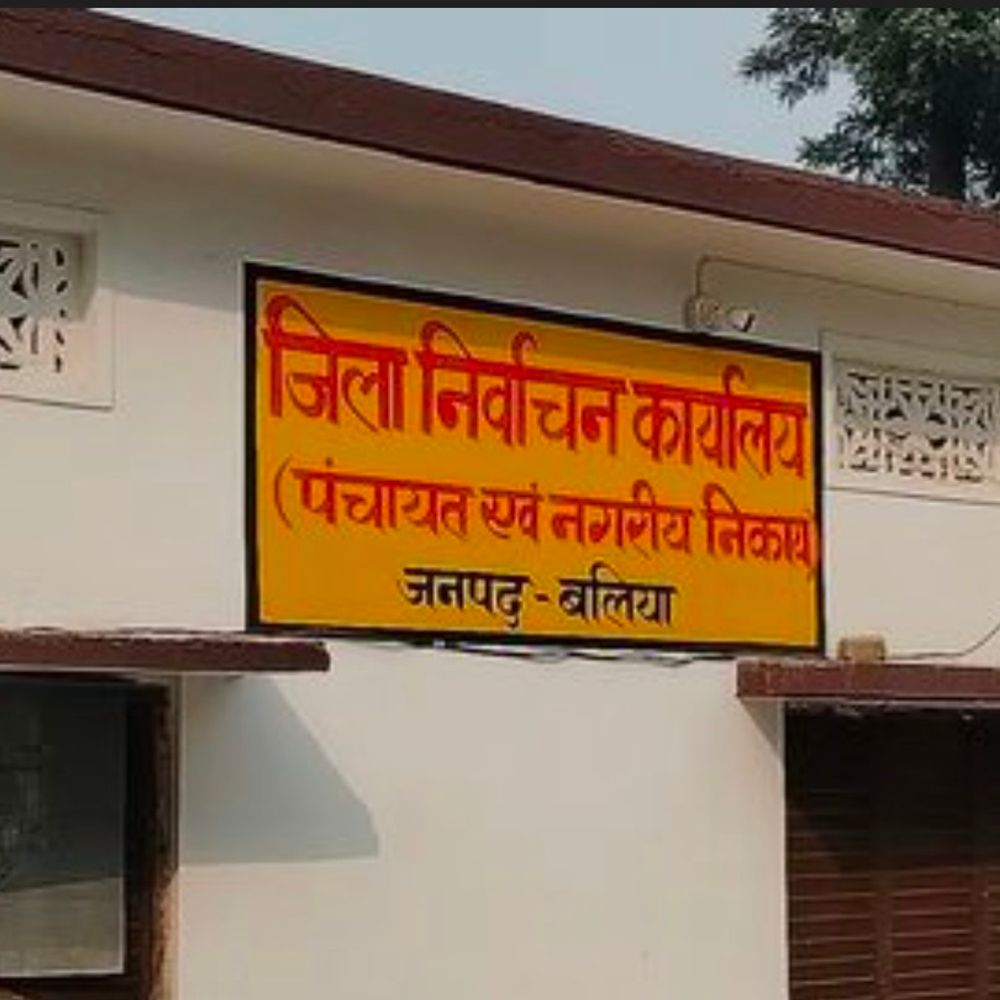 जिला निर्वाचन कार्यालय
(पंचायत एवं नगरीय निकाय)
जनपद - बलिया